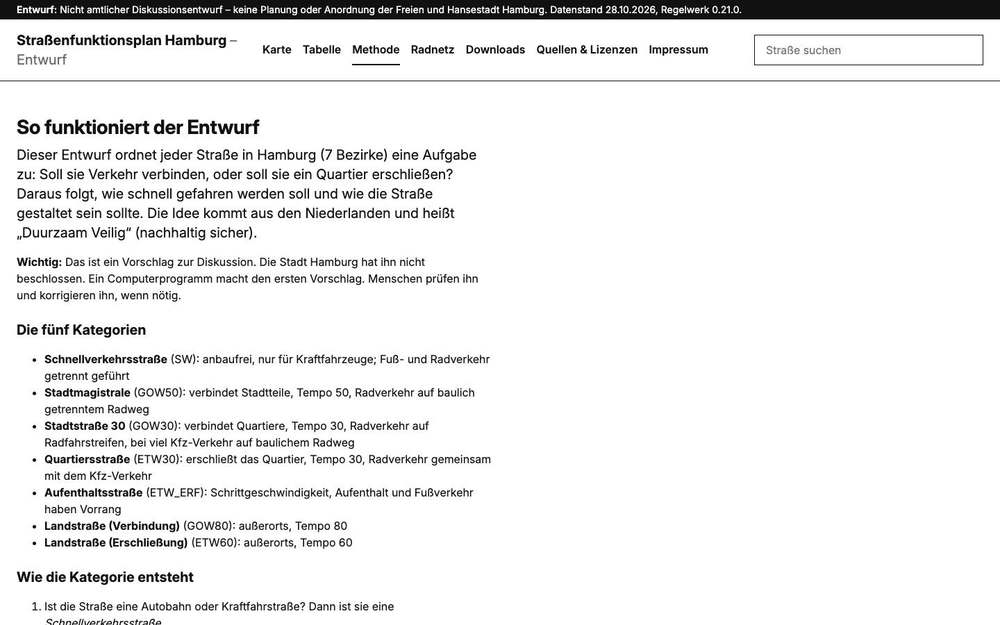 Entwurf: Nicht amtlicher Diskussionsentwurf – keine Planung oder Anordnung der Freien und Hansestadt Hamburg. Datenstand 28.10.2026, Regelwerk 0.21.0.
Straßenfunktionsplan Hamburg –
Entwurf
Karte Tabelle Methode Radnetz Downloads Quellen & Lizenzen Impressum
Straße suchen
So funktioniert der Entwurf
Dieser Entwurf ordnet jeder Straße in Hamburg (7 Bezirke) eine Aufgabe
zu: Soll sie Verkehr verbinden, oder soll sie ein Quartier erschließen?
Daraus folgt, wie schnell gefahren werden soll und wie die Straße
gestaltet sein sollte. Die Idee kommt aus den Niederlanden und heißt
„Duurzaam Veilig“ (nachhaltig sicher).
Wichtig: Das ist ein Vorschlag zur Diskussion. Die Stadt Hamburg hat ihn nicht
beschlossen. Ein Computerprogramm macht den ersten Vorschlag. Menschen prüfen ihn
und korrigieren ihn, wenn nötig.
Die fünf Kategorien
• Schnellverkehrsstraße (SW): anbaufrei, nur für Kraftfahrzeuge; Fuß- und Radverkehr
getrennt geführt
• Stadtmagistrale (GOW50): verbindet Stadtteile, Tempo 50, Radverkehr auf baulich
getrenntem Radweg
• Stadtstraße 30 (GOW30): verbindet Quartiere, Tempo 30, Radverkehr auf
Radfahrstreifen, bei viel Kfz-Verkehr auf baulichem Radweg
• Quartiersstraße (ETW30): erschließt das Quartier, Tempo 30, Radverkehr gemeinsam
mit dem Kfz-Verkehr
• Aufenthaltsstraße (ETW_ERF): Schrittgeschwindigkeit, Aufenthalt und Fußverkehr
haben Vorrang
• Landstraße (Verbindung) (GOW80): außerorts, Tempo 80
• Landstraße (Erschließung) (ETW60): außerorts, Tempo 60
Wie die Kategorie entsteht
1. Ist die Straße eine Autobahn oder Kraftfahrstraße? Dann ist sie eine
Schnellverkehrsstraße